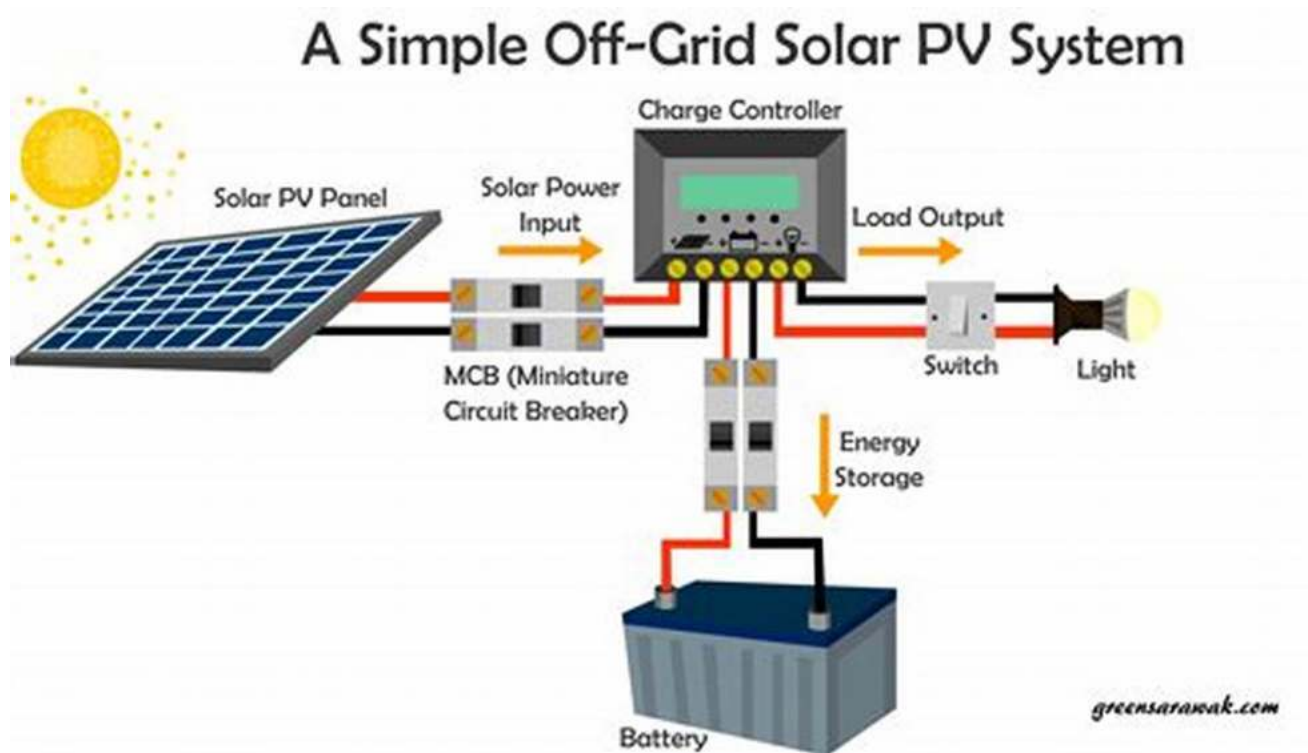 A Simple Off-Grid Solar PV System
Charge Controller
Solar PV Panel
Solar Power
Input
Load Output
MCB (Miniature
Circuit Breaker)
Switch
Light
Energy
Storage
Battery
greensarawak.com